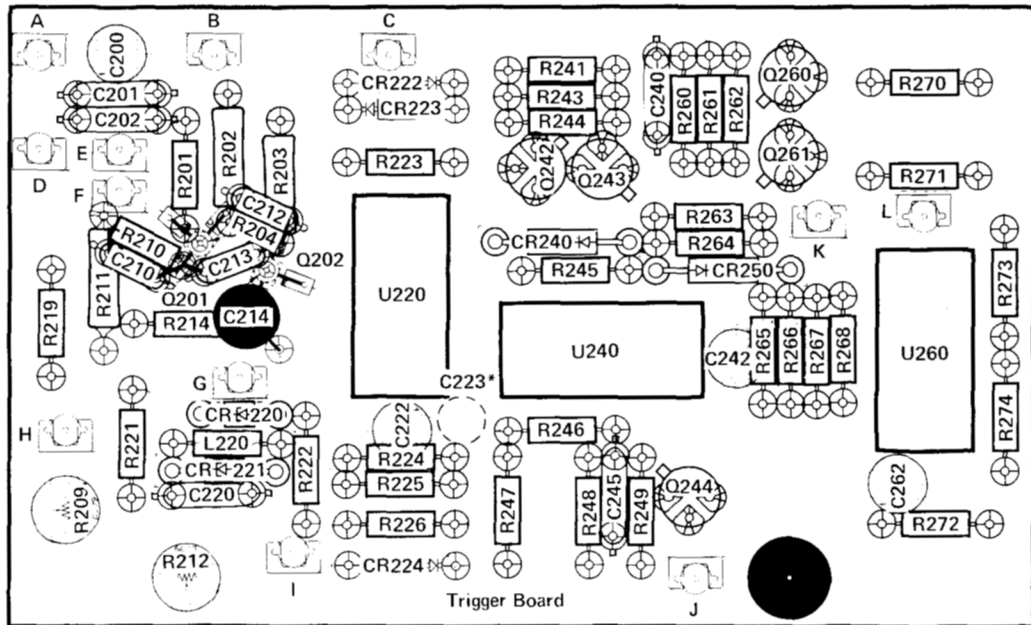 A
B
C
C200
C201
C202
D
E
F
R201
R202
R203
CR222
CR223
R223
R241
R243
R244
C240
R260
R261
R262
Q260
Q261
Q242
Q243
R270
R271
L
K
R210
C210
R211
C212
R204
C213
Q202
Q201
R214
C214
R219
U220
CR240
R245
R263
R264
CR250
U240
C242
R265
R266
R267
R268
U260
R273
R274
G
C223*
C222
H
R221
CR220
L220
CR221
C220
R222
R224
R225
R226
CR224
R246
R247
R248
C245
R249
Q244
C262
R272
R209
R212
I
J
Trigger Board